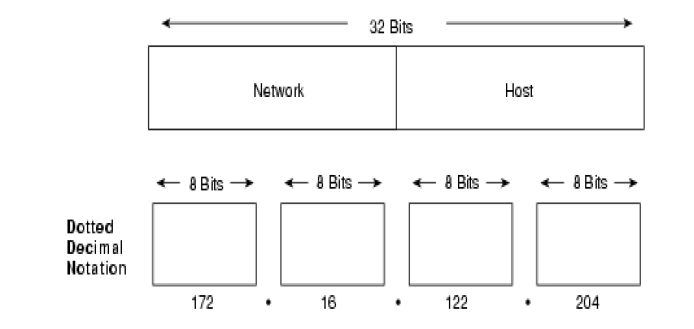 32 Bits
Network Host
8 Bits 8 Bits 8 Bits 8 Bits
Dotted
Decimal
Notation
172 • 16 • 122 • 204